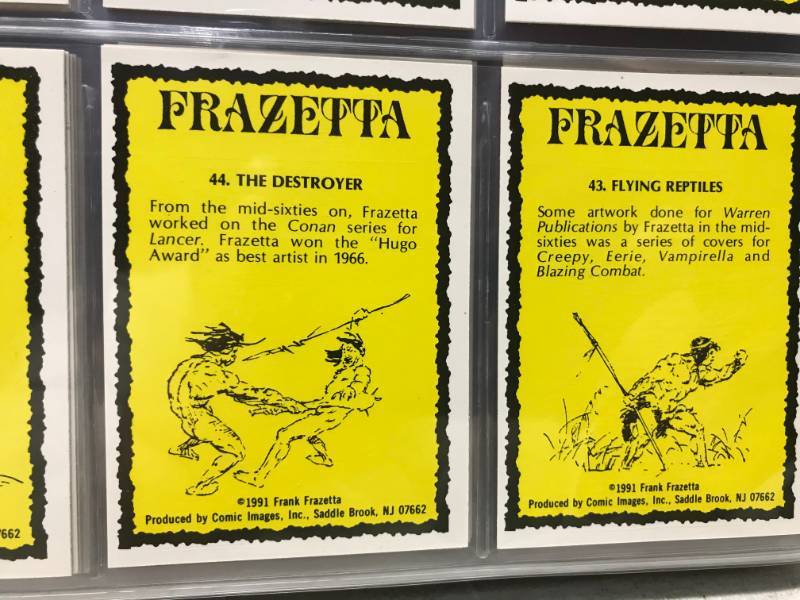 FRAZETTA
44. THE DESTROYER
From the mid-sixties on, Frazetta
worked on the Conan series for
Lancer. Frazetta won the "Hugo
Award" as best artist in 1966.
©1991 Frank Frazetta
Produced by Comic Images, Inc., Saddle Brook, NJ 07662
FRAZETTA
43. FLYING REPTILES
Some artwork done for Warren
Publications by Frazetta in the mid-
sixties was a series of covers for
Creepy, Eerie, Vampirella and
Blazing Combat.
©1991 Frank Frazetta
Produced by Comic Images, Inc., Saddle Brook, NJ 07662
7662